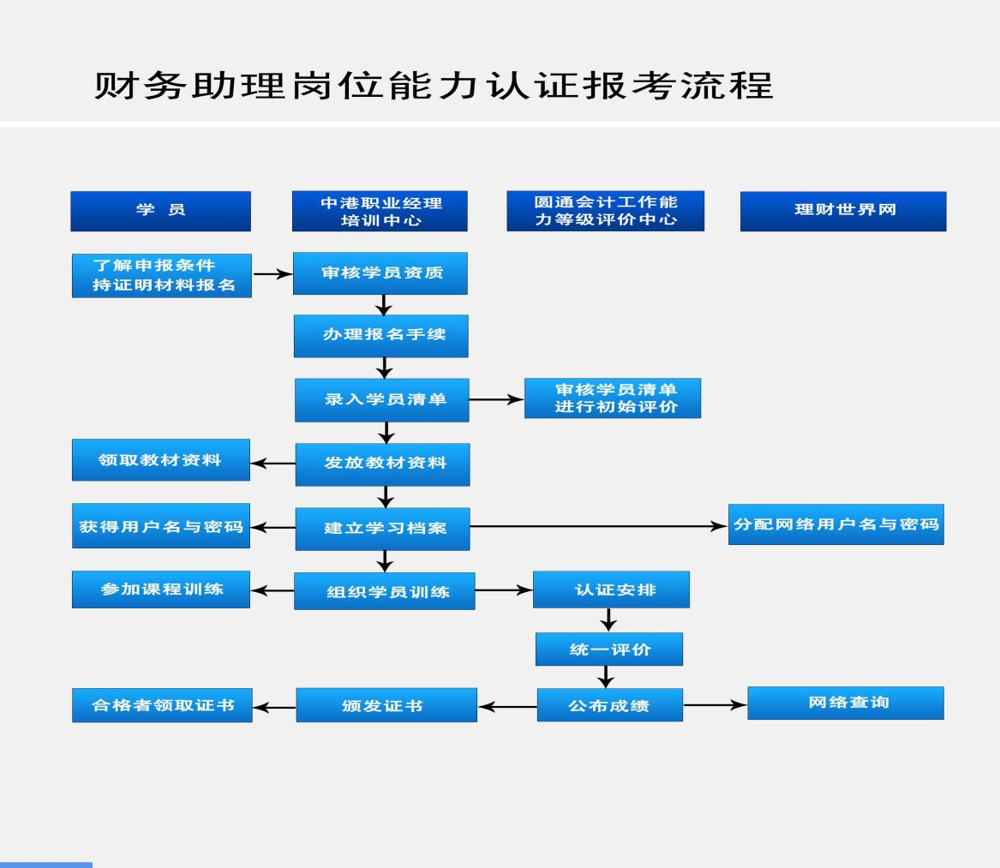 财务助理岗位能力认证报考流程
学 员
中港职业经理
培训中心
圆通会计工作能
力等级评价中心
理财世界网
了解申报条件
持证明材料报名
审核学员资质
办理报名手续
录入学员清单
审核学员清单
进行初始评价
领取教材资料
发放教材资料
获得用户名与密码
建立学习档案
分配网络用户名与密码
参加课程训练
组织学员训练
认证安排
统一评价
合格者领取证书
颁发证书
公布成绩
网络查询